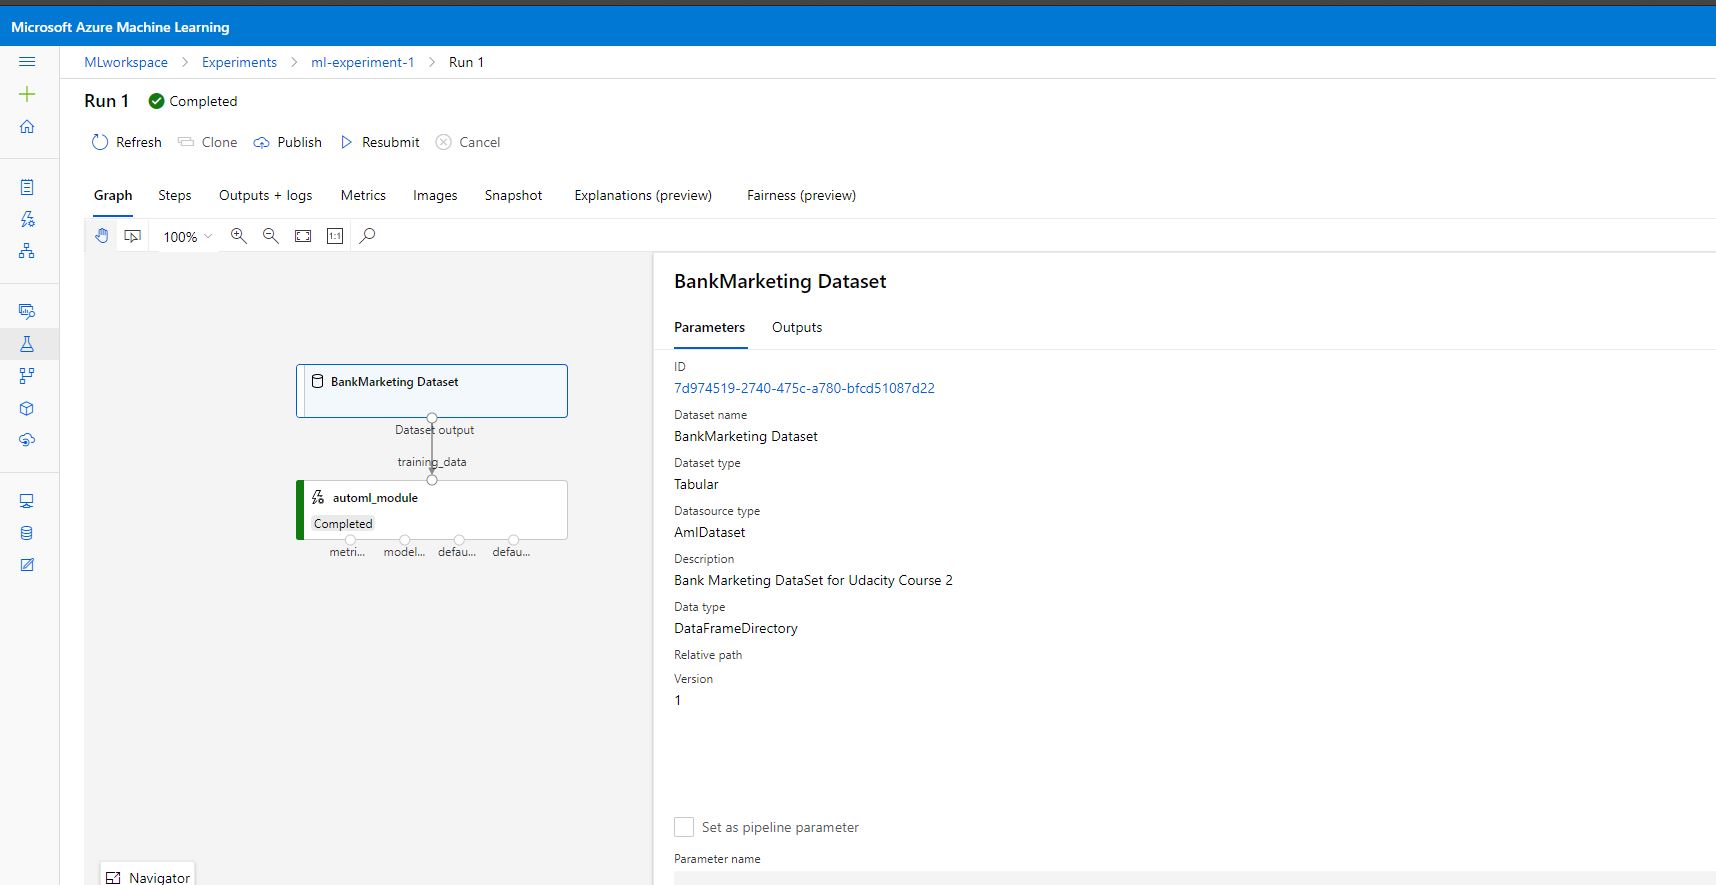 Microsoft Azure Machine Learning
MLworkspace > Experiments > ml-experiment-1 > Run 1
Run 1 Completed
Refresh Clone Publish Resubmit Cancel
Graph Steps Outputs + logs Metrics Images Snapshot Explanations (preview) Fairness (preview)
100% 1:1
BankMarketing Dataset
Dataset output
training_data
automl_module
Completed
metri... model... defau... defau...
Navigator
BankMarketing Dataset
Parameters Outputs
ID
7d974519-2740-475c-a780-bfcd51087d22
Dataset name
BankMarketing Dataset
Dataset type
Tabular
Datasource type
AmlDataset
Description
Bank Marketing DataSet for Udacity Course 2
Data type
DataFrameDirectory
Relative path
Version
1
Set as pipeline parameter
Parameter name